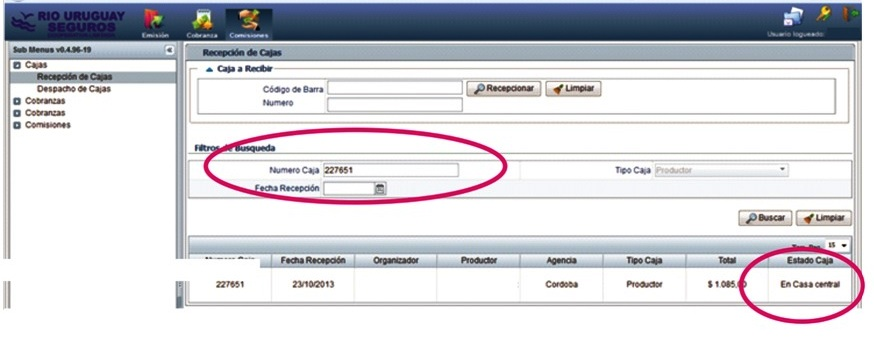 RIO URUGUAY
SEGUROS
Emisión
Cobranza
Comisiones
Usuario logueado:
Sub Menus v0.4.96-19
Cajas
Recepción de Cajas
Despacho de Cajas
Cobranzas
Cobranzas
Comisiones
Recepción de Cajas
Caja a Recibir
Código de Barra
Recepcionar
Limpiar
Numero
Filtros de Busqueda
Numero Caja 227651
Tipo Caja Productor
Fecha Recepción
Buscar
Limpiar
15
Numero Caja Fecha Recepción Organizador Productor Agencia Tipo Caja Total Estado Caja
227651 23/10/2013 Cordoba Productor $ 1.085,00 En Casa central